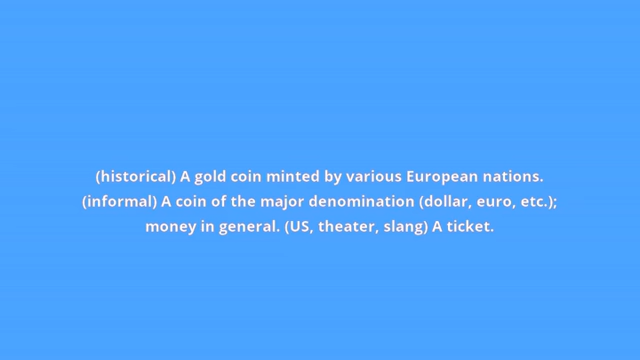 (historical) A gold coin minted by various European nations.
(informal) A coin of the major denomination (dollar, euro, etc.);
money in general. (US, theater, slang) A ticket.